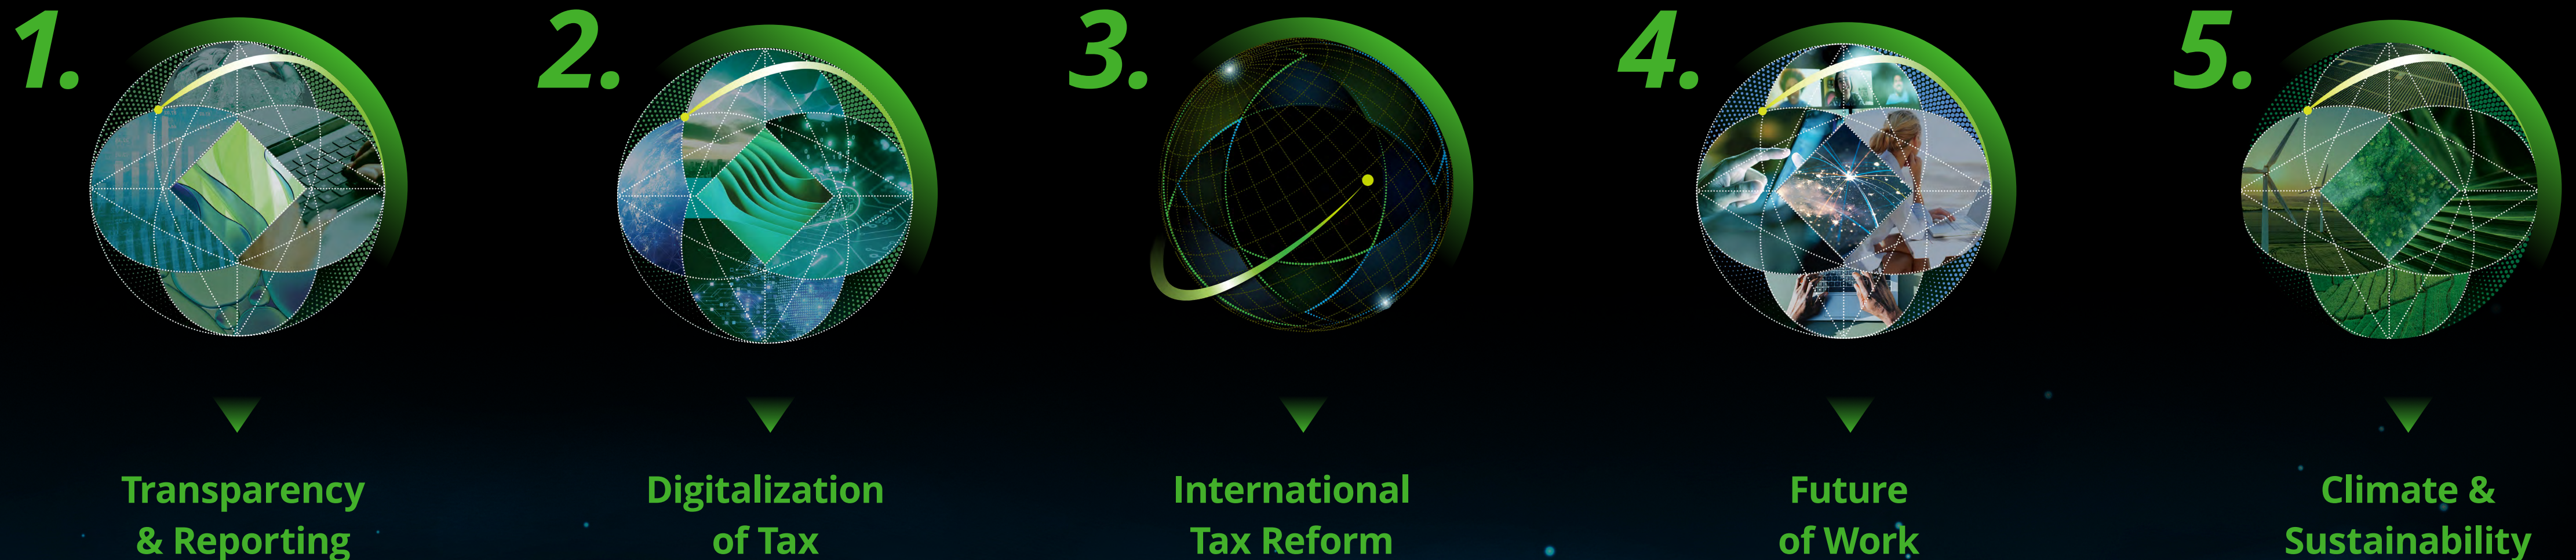 1.
Transparency
& Reporting
2.
Digitalization
of Tax
3.
International
Tax Reform
4.
Future
of Work
5.
Climate &
Sustainability